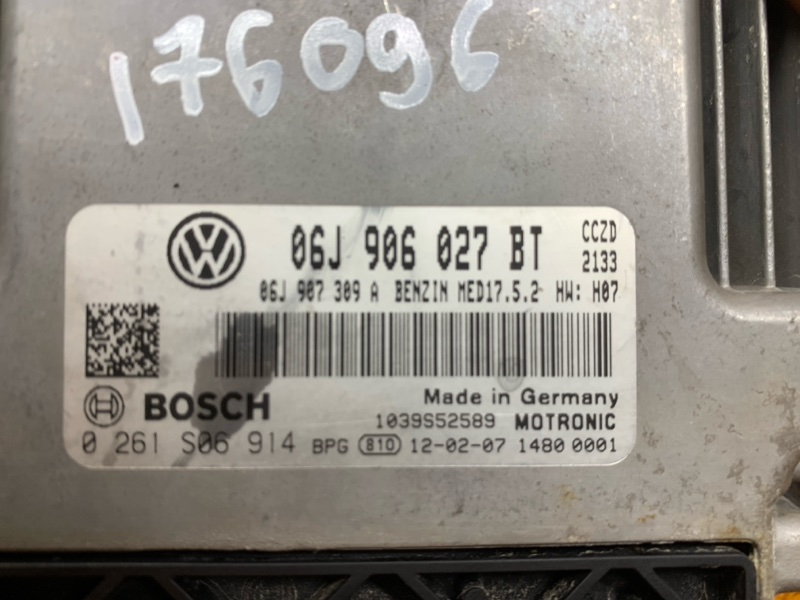 176096
06J 906 027 BT CCZD
2133
06J 907 309 A BENZIN MED17.5.2 HW: H07
BOSCH Made in Germany
1039S52589 MOTRONIC
0 261 S06 914 BPG 810 12-02-07 1480 0001